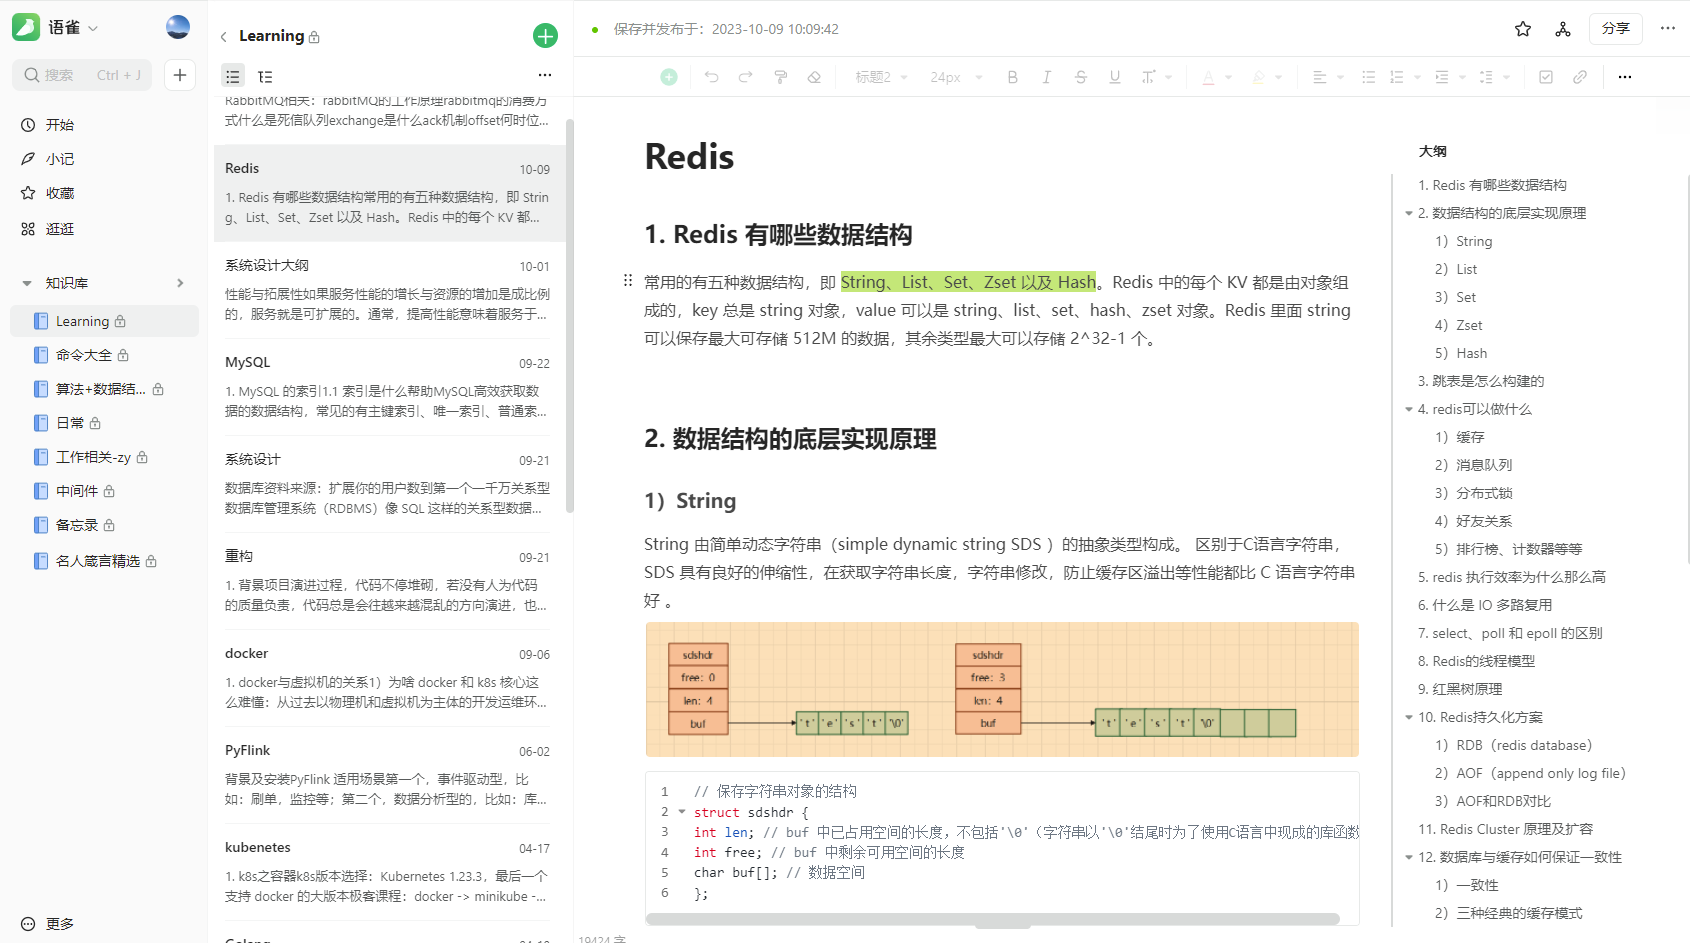 语雀
搜索 Ctrl + J
开始
小记
收藏
逛逛
知识库
Learning
命令大全
算法+数据结...
日常
工作相关-zy
中间件
备忘录
名人箴言精选
更多
Learning
RabbitMQ相关：rabbitMQ的工作原理rabbitmq的消费方
式什么是死信队列exchange是什么ack机制offset何时位...
Redis 10-09
1. Redis 有哪些数据结构常用的有五种数据结构，即 Strin
g、List、Set、Zset 以及 Hash。Redis 中的每个 KV 都...
系统设计大纲 10-01
性能与拓展性如果服务性能的增长与资源的增加是成比例
的，服务就是可扩展的。通常，提高性能意味着服务于...
MySQL 09-22
1. MySQL 的索引1.1 索引是什么帮助MySQL高效获取数
据的数据结构，常见的有主键索引、唯一索引、普通索...
系统设计 09-21
数据库资料来源：扩展你的用户数到第一个一千万关系型
数据库管理系统（RDBMS）像 SQL 这样的关系型数据...
重构 09-21
1. 背景项目演进过程，代码不停堆砌，若没有人为代码
的质量负责，代码总是会往越来越混乱的方向演进，也...
docker 09-06
1. docker与虚拟机的关系1）为啥 docker 和 k8s 核心这
么难懂：从过去以物理机和虚拟机为主体的开发运维环...
PyFlink 06-02
背景及安装PyFlink 适用场景第一个，事件驱动型，比
如：刷单，监控等；第二个，数据分析型的，比如：库...
kubenetes 04-17
1. k8s之容器k8s版本选择：Kubernetes 1.23.3，最后一个
支持 docker 的大版本极客课程：docker -> minikube -...
保存并发布于：2023-10-09 10:09:42
分享
标题2 24px B I S U T A
Redis
1. Redis 有哪些数据结构
常用的有五种数据结构，即 String、List、Set、Zset 以及 Hash。Redis 中的每个 KV 都是由对象组
成的，key 总是 string 对象，value 可以是 string、list、set、hash、zset 对象。Redis 里面 string
可以保存最大可存储 512M 的数据，其余类型最大可以存储 2^32-1 个。
2. 数据结构的底层实现原理
1）String
String 由简单动态字符串（simple dynamic string SDS ）的抽象类型构成。 区别于C语言字符串，
SDS 具有良好的伸缩性，在获取字符串长度，字符串修改，防止缓存区溢出等性能都比 C 语言字符串
好 。
sdshdr
free: 0
len: 4
buf
't' 'e' 's' 't' '\0'
sdshdr
free: 3
len: 4
buf
't' 'e' 's' 't' '\0'
1 // 保存字符串对象的结构
2 struct sdshdr {
3 int len; // buf 中已占用空间的长度，不包括'\0'（字符串以'\0'结尾时为了使用C语言中现成的库函数
4 int free; // buf 中剩余可用空间的长度
5 char buf[]; // 数据空间
6 };
大纲
1. Redis 有哪些数据结构
2. 数据结构的底层实现原理
1）String
2）List
3）Set
4）Zset
5）Hash
3. 跳表是怎么构建的
4. redis可以做什么
1）缓存
2）消息队列
3）分布式锁
4）好友关系
5）排行榜、计数器等等
5. redis 执行效率为什么那么高
6. 什么是 IO 多路复用
7. select、poll 和 epoll 的区别
8. Redis的线程模型
9. 红黑树原理
10. Redis持久化方案
1）RDB（redis database）
2）AOF（append only log file）
3）AOF和RDB对比
11. Redis Cluster 原理及扩容
12. 数据库与缓存如何保证一致性
1）一致性
2）三种经典的缓存模式